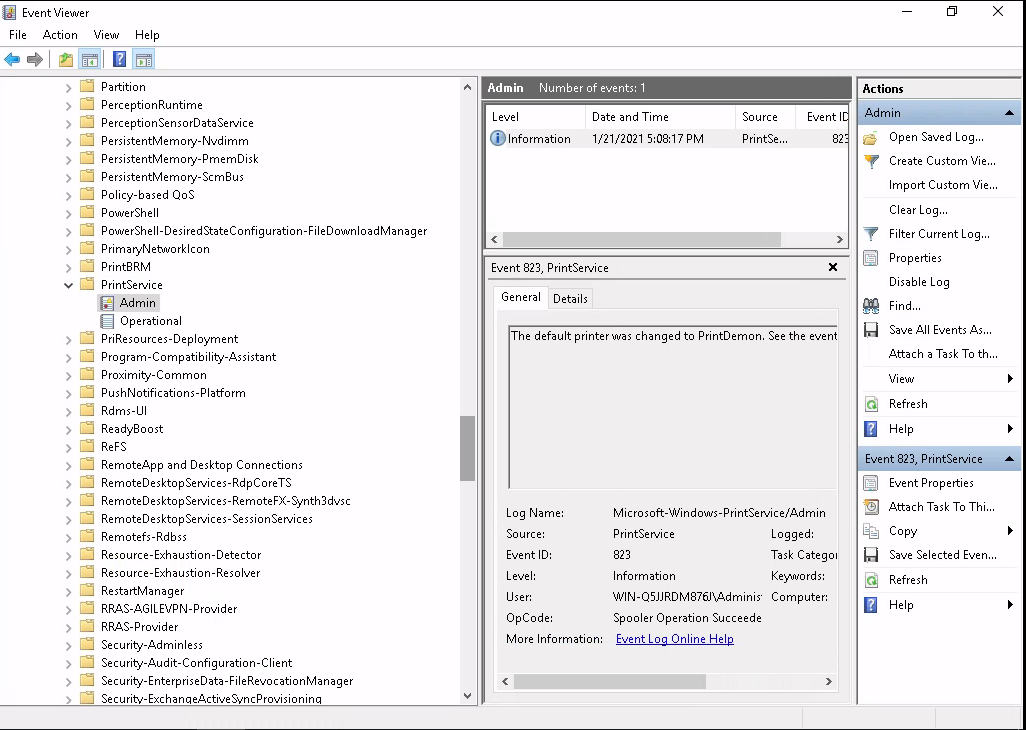 Event Viewer
File Action View Help
Partition
PerceptionRuntime
PerceptionSensorDataService
PersistentMemory-Nvdimm
PersistentMemory-PmemDisk
PersistentMemory-ScmBus
Policy-based QoS
PowerShell
PowerShell-DesiredStateConfiguration-FileDownloadManager
PrimaryNetworkIcon
PrintBRM
PrintService
Admin
Operational
PriResources-Deployment
Program-Compatibility-Assistant
Proximity-Common
PushNotifications-Platform
Rdms-UI
ReadyBoost
ReFS
RemoteApp and Desktop Connections
RemoteDesktopServices-RdpCoreTS
RemoteDesktopServices-RemoteFX-Synth3dvsc
RemoteDesktopServices-SessionServices
Remotefs-Rdbss
Resource-Exhaustion-Detector
Resource-Exhaustion-Resolver
RestartManager
RRAS-AGILEVPN-Provider
RRAS-Provider
Security-Adminless
Security-Audit-Configuration-Client
Security-EnterpriseData-FileRevocationManager
Security-ExchangeActiveSyncProvisioning
Admin Number of events: 1
Level Date and Time Source Event ID
Information 1/21/2021 5:08:17 PM PrintSe... 823
Event 823, PrintService
General Details
The default printer was changed to PrintDemon. See the event
Log Name: Microsoft-Windows-PrintService/Admin
Source: PrintService Logged:
Event ID: 823 Task Categor
Level: Information Keywords:
User: WIN-Q5JJRDM876J\Adminis Computer:
OpCode: Spooler Operation Succeede
More Information: Event Log Online Help
Actions
Admin
Open Saved Log...
Create Custom Vie...
Import Custom Vie...
Clear Log...
Filter Current Log...
Properties
Disable Log
Find...
Save All Events As...
Attach a Task To th...
View
Refresh
Help
Event 823, PrintService
Event Properties
Attach Task To Thi...
Copy
Save Selected Even...
Refresh
Help